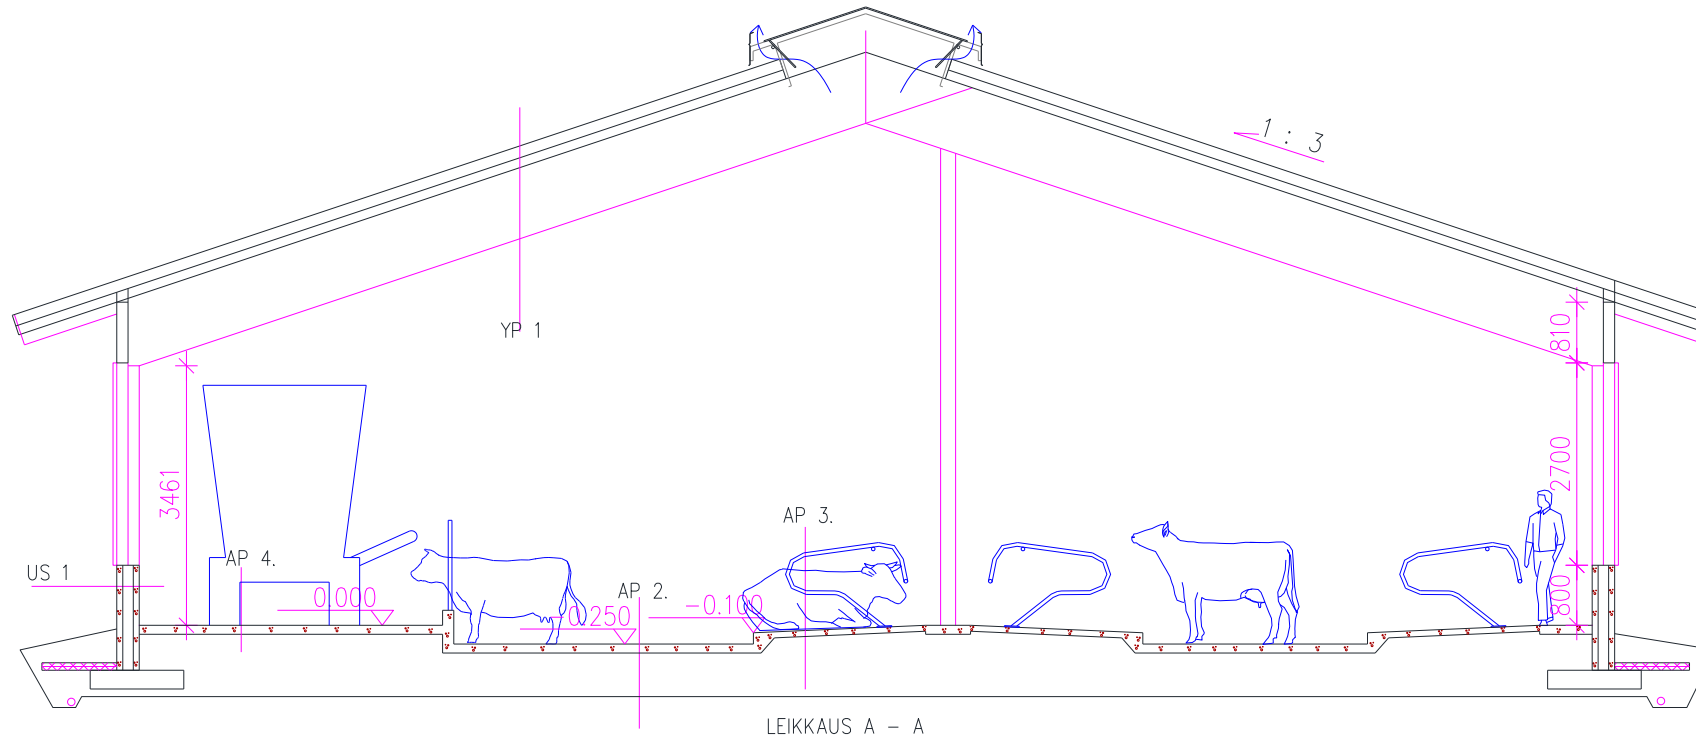 1 : 3
YP 1
810
3461
2700
AP 3.
AP 4.
US 1
AP 2.
0.000
-0.100
0.250
800
LEIKKAUS A - A